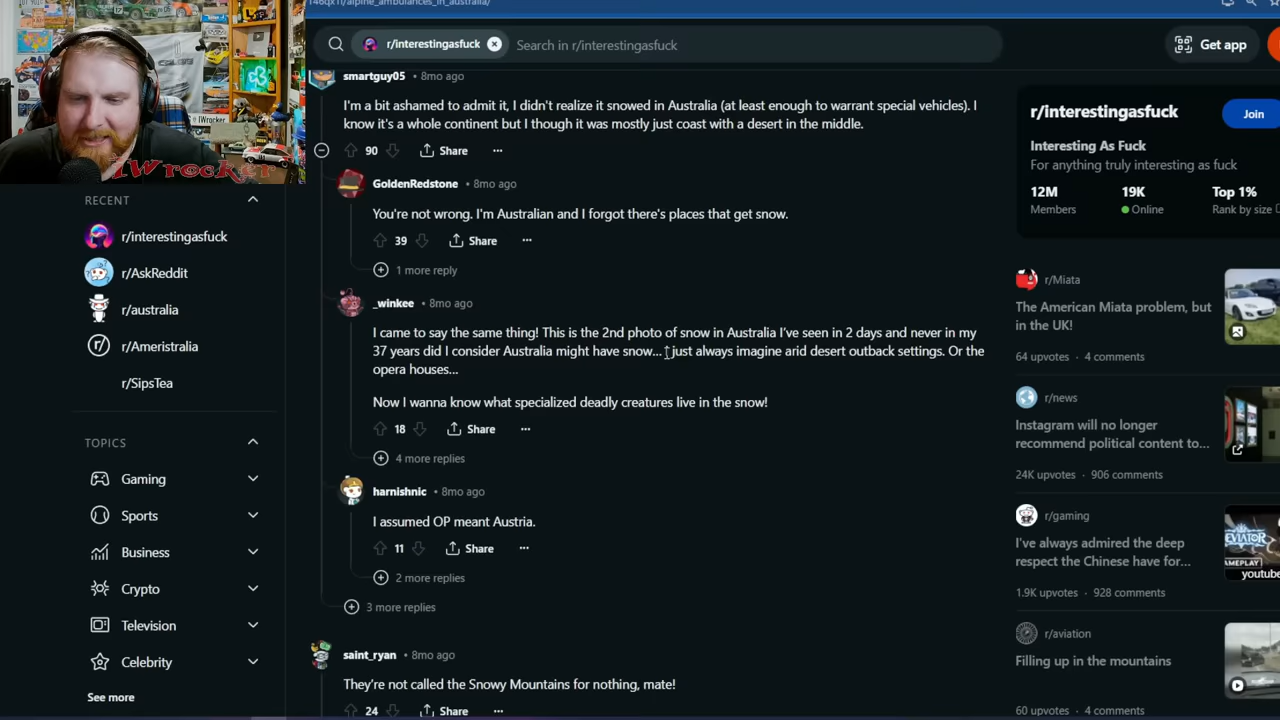 146qx1l/alpine_ambulances_in_australia/
r/interestingasfuck
Search in r/interestingasfuck
Get app
IWrocker
RECENT
r/interestingasfuck
r/AskReddit
r/australia
r/Ameristralia
r/SipsTea
TOPICS
Gaming
Sports
Business
Crypto
Television
Celebrity
See more
smartguy05 • 8mo ago
I'm a bit ashamed to admit it, I didn't realize it snowed in Australia (at least enough to warrant special vehicles). I
know it's a whole continent but I though it was mostly just coast with a desert in the middle.
90 Share ...
GoldenRedstone • 8mo ago
You're not wrong. I'm Australian and I forgot there's places that get snow.
39 Share ...
1 more reply
_winkee • 8mo ago
I came to say the same thing! This is the 2nd photo of snow in Australia I've seen in 2 days and never in my
37 years did I consider Australia might have snow... I just always imagine arid desert outback settings. Or the
opera houses...
Now I wanna know what specialized deadly creatures live in the snow!
18 Share ...
4 more replies
harnishnic • 8mo ago
I assumed OP meant Austria.
11 Share ...
2 more replies
3 more replies
saint_ryan • 8mo ago
They're not called the Snowy Mountains for nothing, mate!
24 Share ...
r/interestingasfuck
Join
Interesting As Fuck
For anything truly interesting as fuck
12M 19K Top 1%
Members Online Rank by size
r/Miata
The American Miata problem, but
in the UK!
64 upvotes • 4 comments
r/news
Instagram will no longer
recommend political content to...
24K upvotes • 906 comments
r/gaming
I've always admired the deep
respect the Chinese have for...
1.9K upvotes • 928 comments
youtube
r/aviation
Filling up in the mountains
60 upvotes • 4 comments